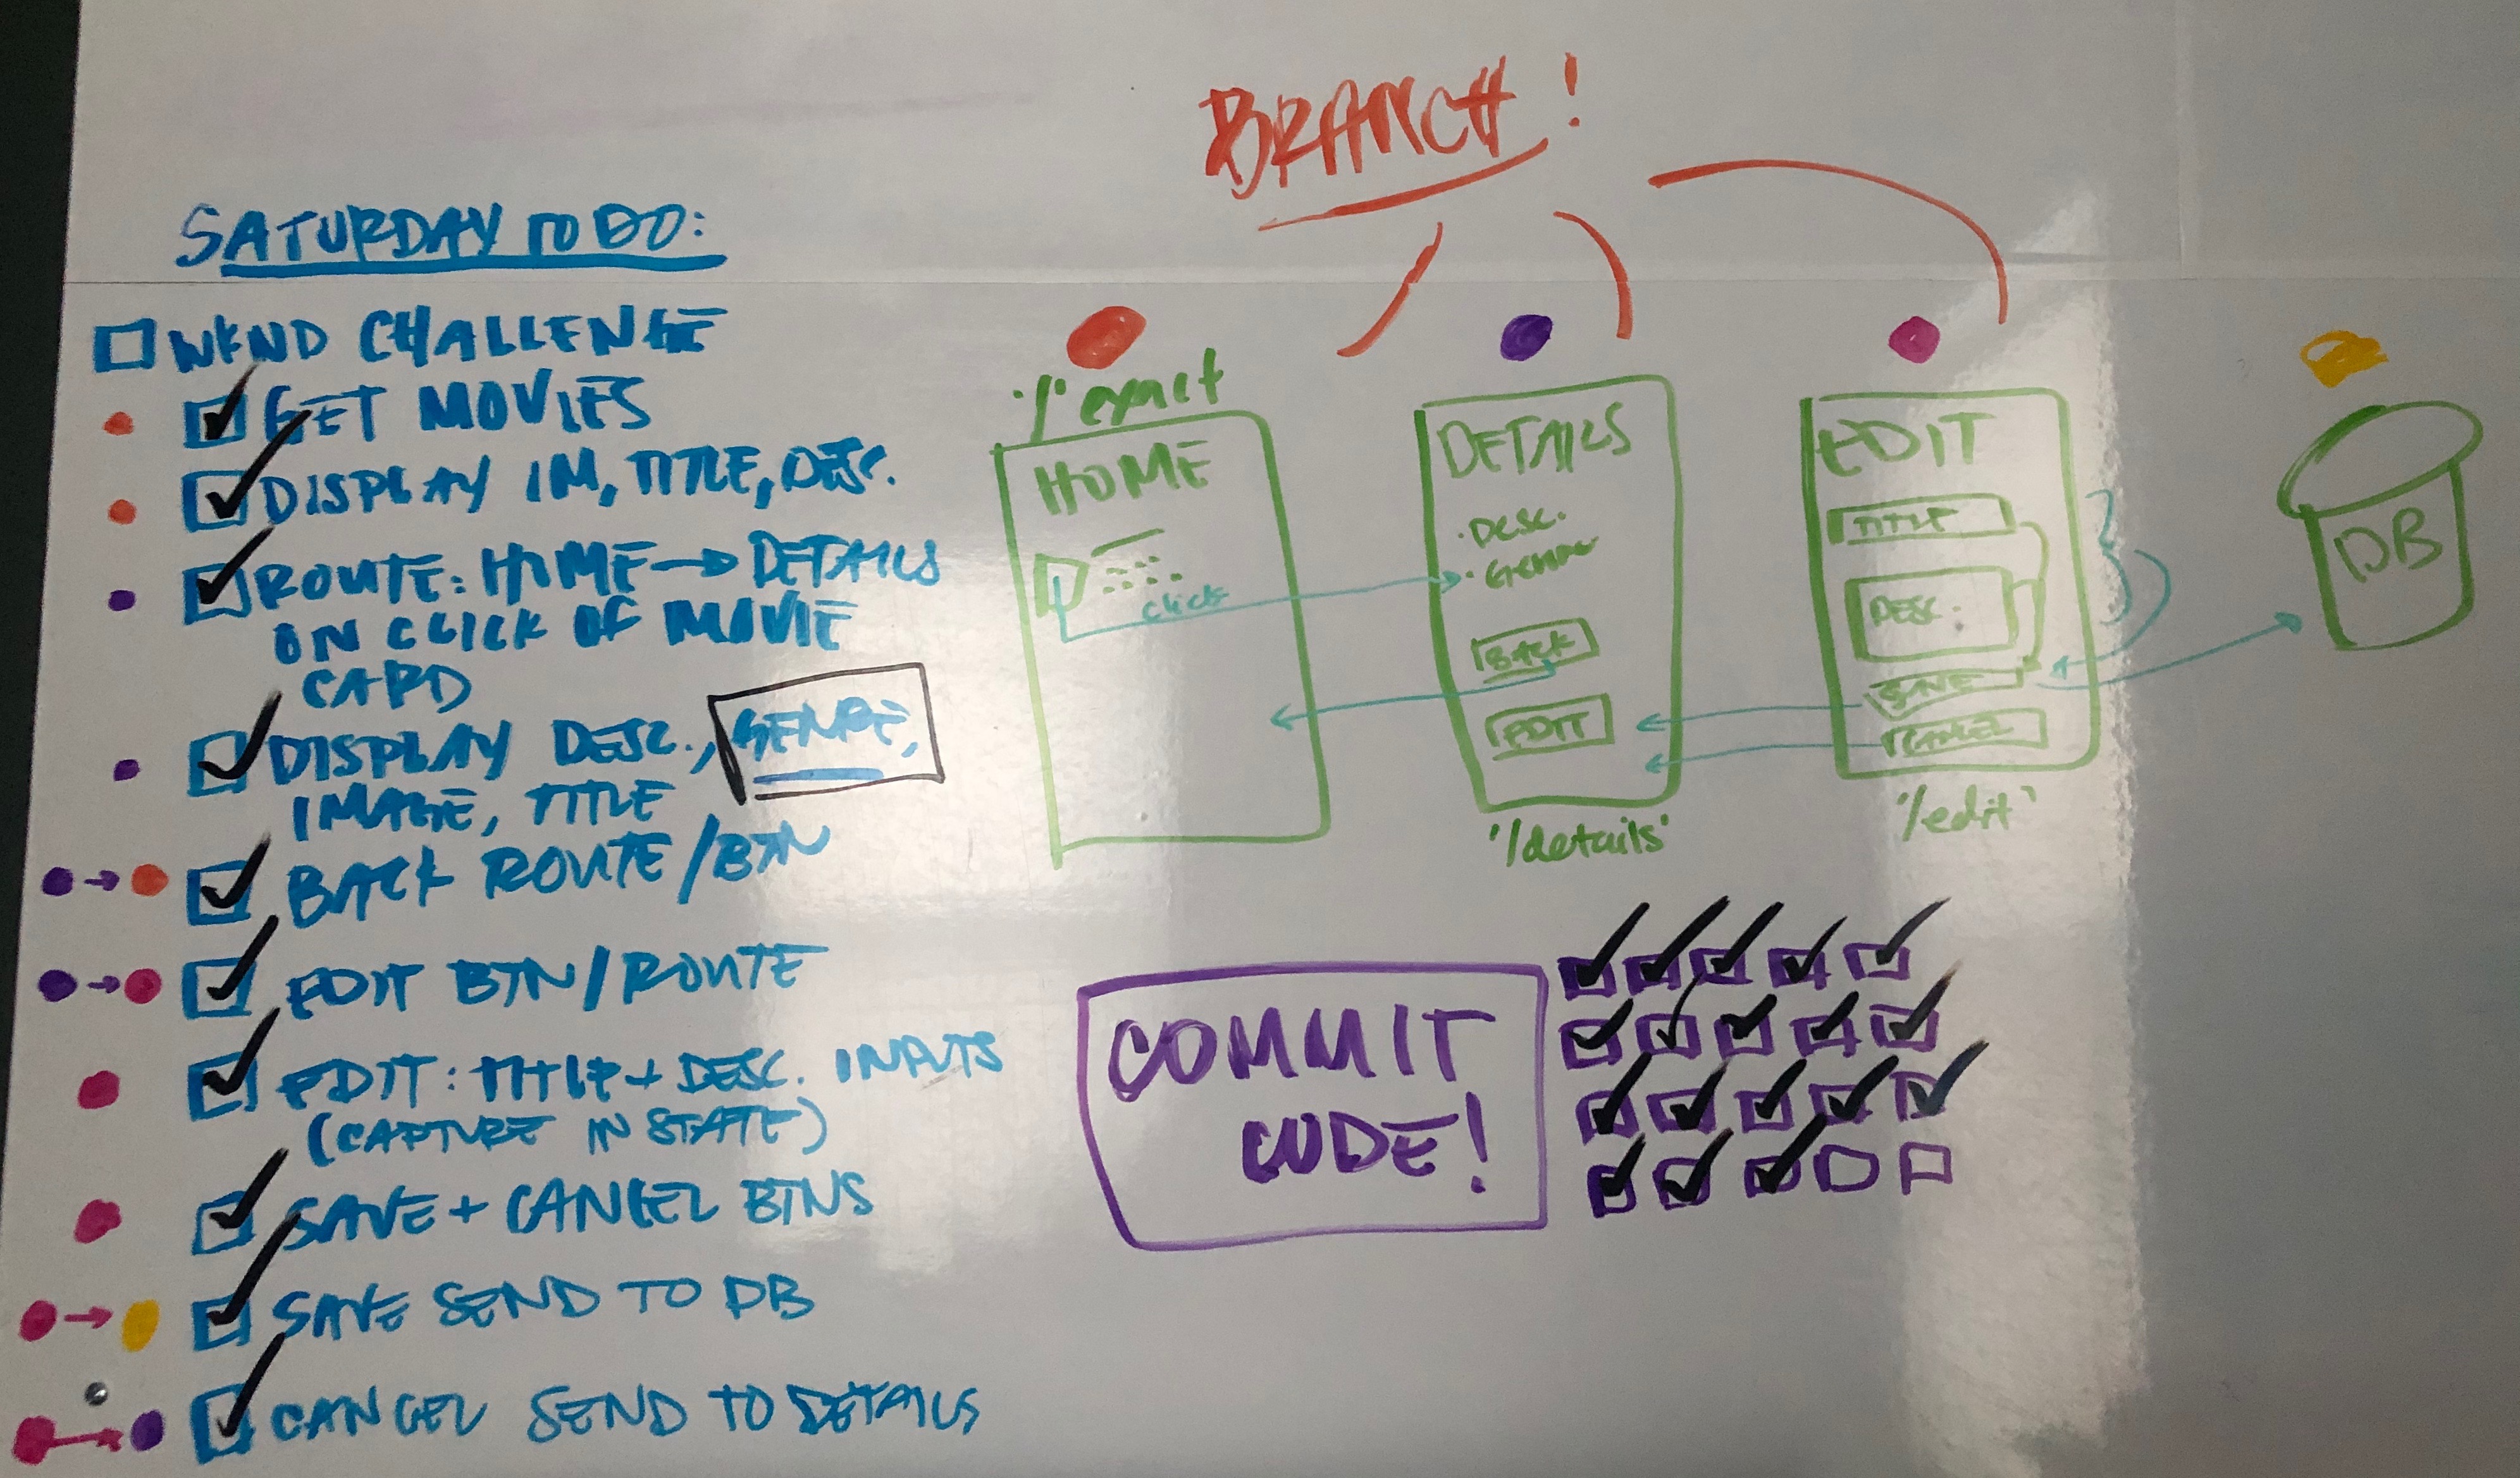 BRANCH!
SATURDAY TO DO:
WKND CHALLENGE
GET MOVIES
DISPLAY IM, TITLE, DESC.
ROUTE: HOME → DETAILS
ON CLICK OF MOVIE
CARD
DISPLAY DESC., GENRE,
IMAGE, TITLE
BACK ROUTE/BTN
EDIT BTN/ROUTE
EDIT: TITLE + DESC. INPUTS
(CAPTURE IN STATE)
SAVE + CANCEL BTNS
SAVE SEND TO DB
CANCEL SEND TO DETAILS
'/' exact
HOME
click
DETAILS
· DESC.
· GENRE
BACK
EDIT
'/details'
EDIT
TITLE
DESC.
SAVE
CANCEL
'/edit'
DB
COMMIT
CODE!